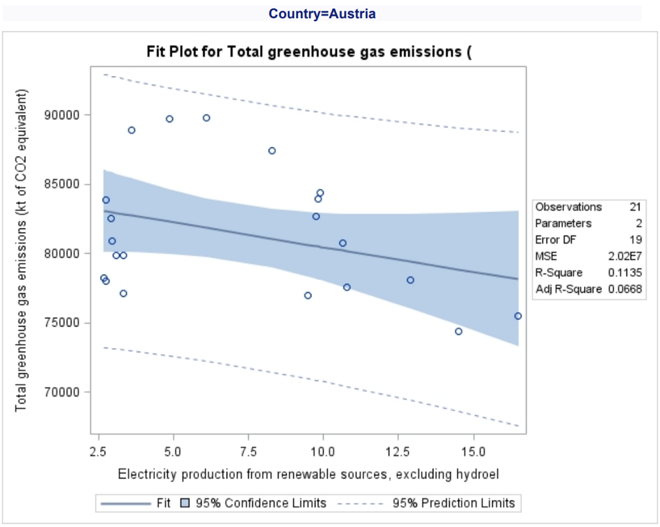 Country=Austria
Fit Plot for Total greenhouse gas emissions (
Total greenhouse gas emissions (kt of CO2 equivalent)
90000
85000
80000
75000
70000
2.5 5.0 7.5 10.0 12.5 15.0
Electricity production from renewable sources, excluding hydroel
Observations 21
Parameters 2
Error DF 19
MSE 2.02E7
R-Square 0.1135
Adj R-Square 0.0668
Fit 95% Confidence Limits 95% Prediction Limits